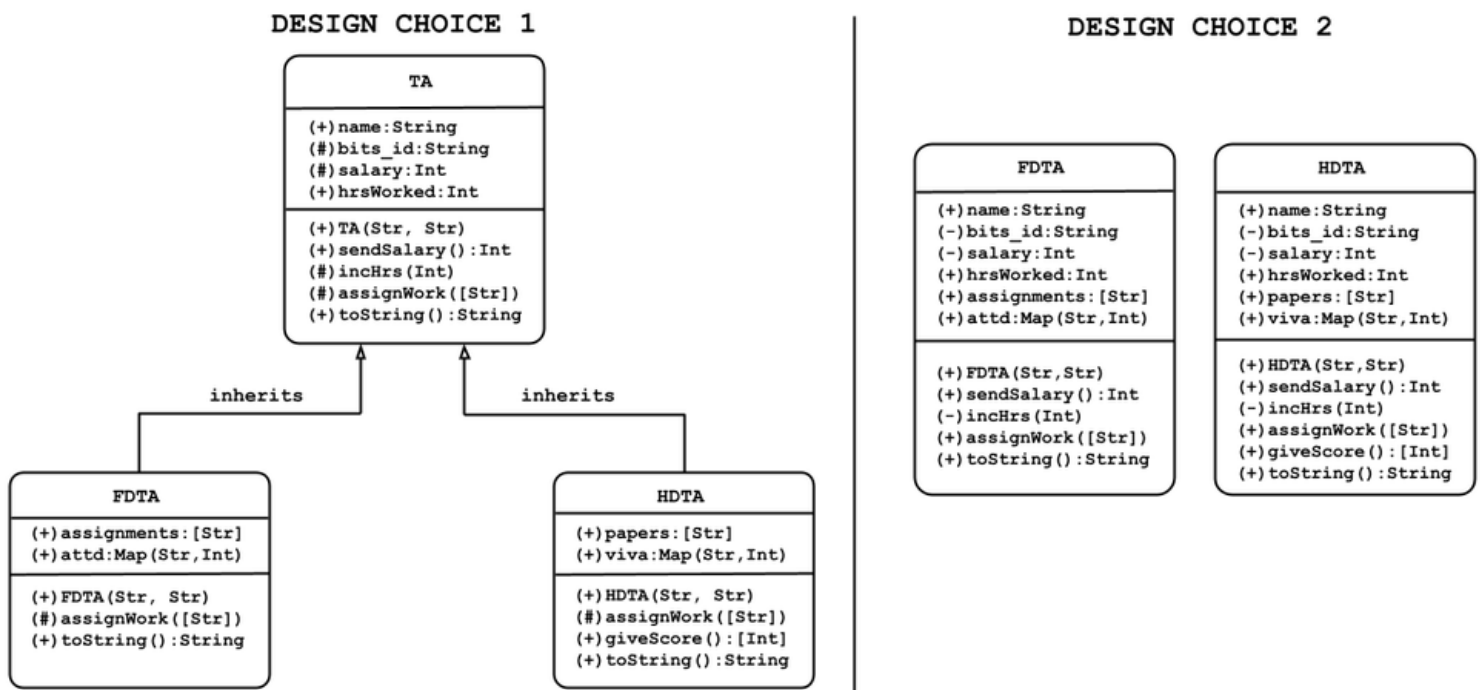 DESIGN CHOICE 1
TA
(+)name:String
(#)bits_id:String
(#)salary:Int
(+)hrsWorked:Int
(+)TA(Str, Str)
(+)sendSalary():Int
(#)incHrs(Int)
(#)assignWork([Str])
(+)toString():String
inherits
inherits
FDTA
(+)assignments:[Str]
(+)attd:Map(Str,Int)
(+)FDTA(Str, Str)
(#)assignWork([Str])
(+)toString():String
HDTA
(+)papers:[Str]
(+)viva:Map(Str,Int)
(+)HDTA(Str, Str)
(#)assignWork([Str])
(+)giveScore():[Int]
(+)toString():String
DESIGN CHOICE 2
FDTA
(+)name:String
(-)bits_id:String
(-)salary:Int
(+)hrsWorked:Int
(+)assignments:[Str]
(+)attd:Map(Str,Int)
(+)FDTA(Str,Str)
(+)sendSalary():Int
(-)incHrs(Int)
(+)assignWork([Str])
(+)toString():String
HDTA
(+)name:String
(-)bits_id:String
(-)salary:Int
(+)hrsWorked:Int
(+)papers:[Str]
(+)viva:Map(Str,Int)
(+)HDTA(Str,Str)
(+)sendSalary():Int
(-)incHrs(Int)
(+)assignWork([Str])
(+)giveScore():[Int]
(+)toString():String